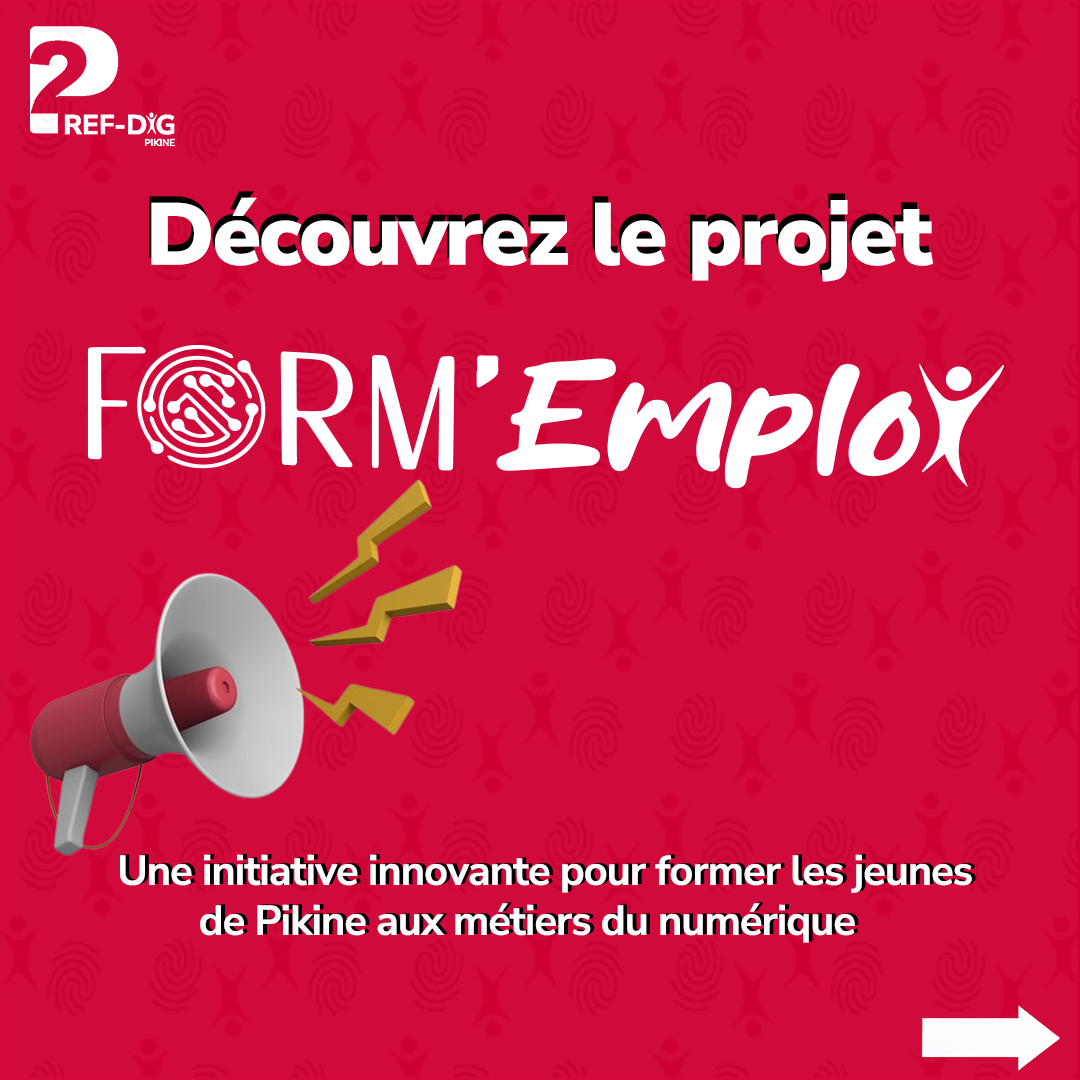 2P
REF-DIG
PIKINE
Découvrez le projet
FORM'Emploi
Une initiative innovante pour former les jeunes
de Pikine aux métiers du numérique